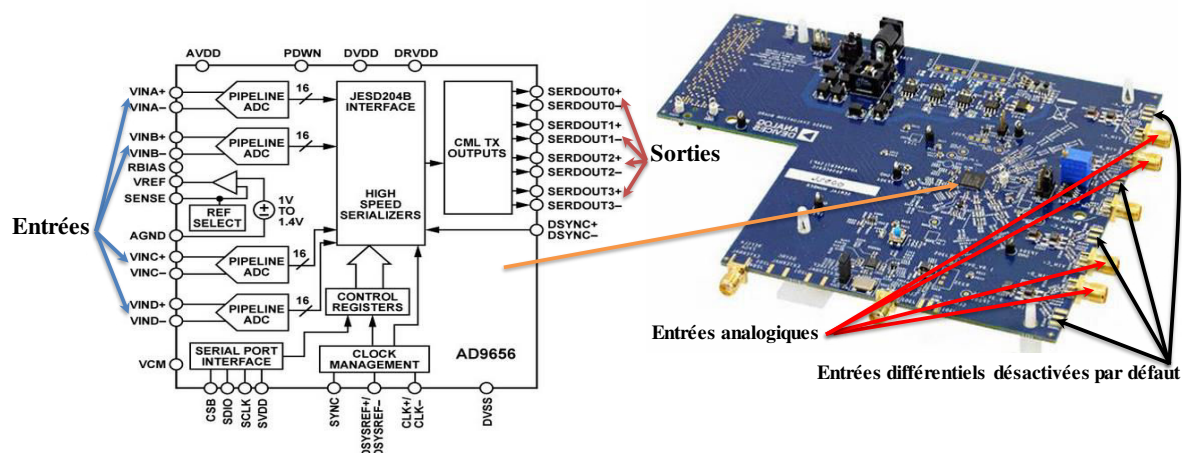 AVDD
PDWN
DVDD
DRVDD
VINA+
VINA–
PIPELINE
ADC
16
VINB+
VINB–
PIPELINE
ADC
16
RBIAS
VREF
SENSE
REF
SELECT
1V
TO
1.4V
AGND
VINC+
VINC–
PIPELINE
ADC
16
VIND+
VIND–
PIPELINE
ADC
16
VCM
SERIAL PORT
INTERFACE
JESD204B
INTERFACE
HIGH
SPEED
SERIALIZERS
CML TX
OUTPUTS
CONTROL
REGISTERS
CLOCK
MANAGEMENT
AD9656
SERDOUT0+
SERDOUT0–
SERDOUT1+
SERDOUT1–
SERDOUT2+
SERDOUT2–
SERDOUT3+
SERDOUT3–
DSYNC+
DSYNC–
CSB
SDIO
SCLK
SVDD
SYNC
DSYSREF+/
DSYSREF–
CLK+/
CLK–
DVSS
Entrées
Sorties
ANALOG
DEVICES
Entrées analogiques
Entrées différentiels désactivées par défaut